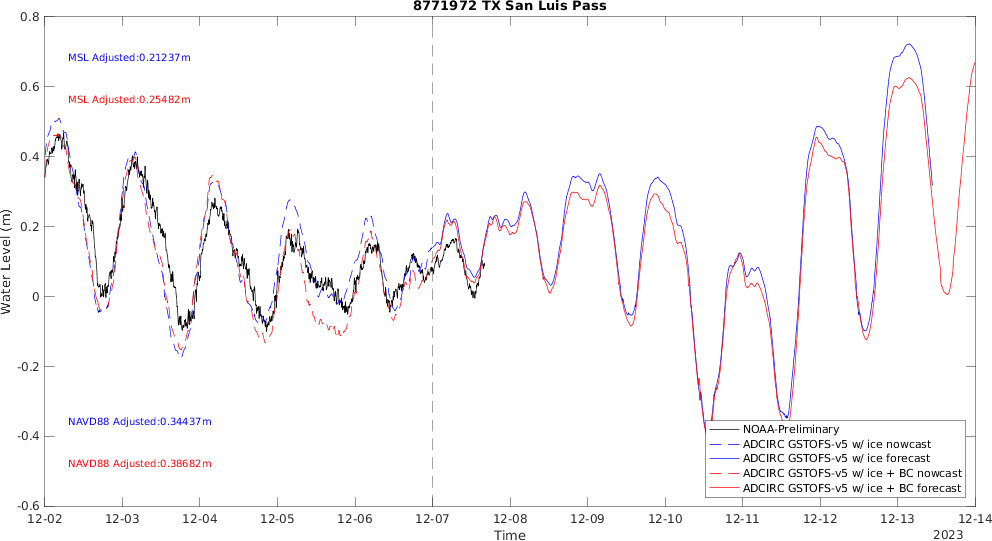 8771972 TX San Luis Pass
0.8
0.6
0.4
0.2
0
-0.2
-0.4
-0.6
Water Level (m)
MSL Adjusted:0.21237m
MSL Adjusted:0.25482m
NAVD88 Adjusted:0.34437m
NAVD88 Adjusted:0.38682m
NOAA-Preliminary
ADCIRC GSTOFS-v5 w/ ice nowcast
ADCIRC GSTOFS-v5 w/ ice forecast
ADCIRC GSTOFS-v5 w/ice + BC nowcast
ADCIRC GSTOFS-v5 w/ice + BC forecast
12-02 12-03 12-04 12-05 12-06 12-07 12-08 12-09 12-10 12-11 12-12 12-13 12-14
Time
2023